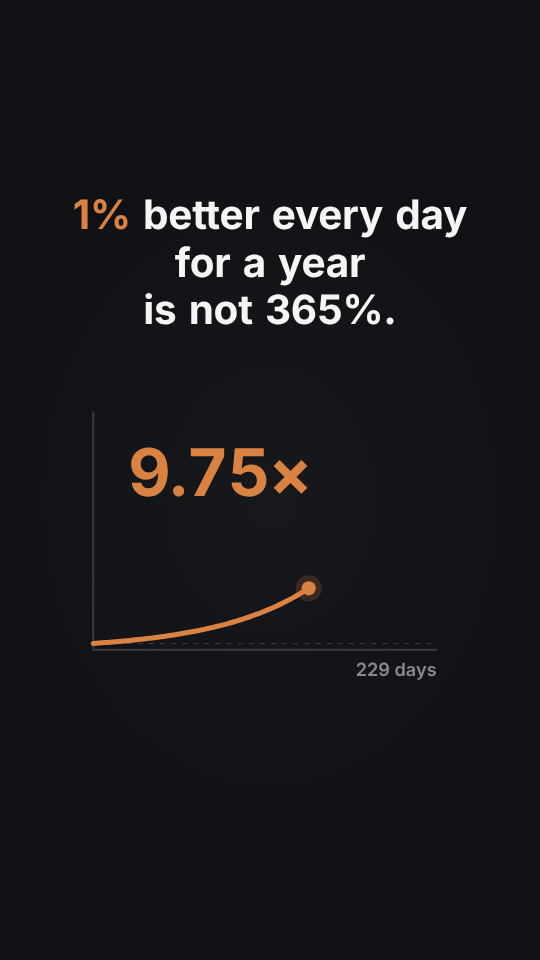 1% better every day
for a year
is not 365%.
9.75×
229 days